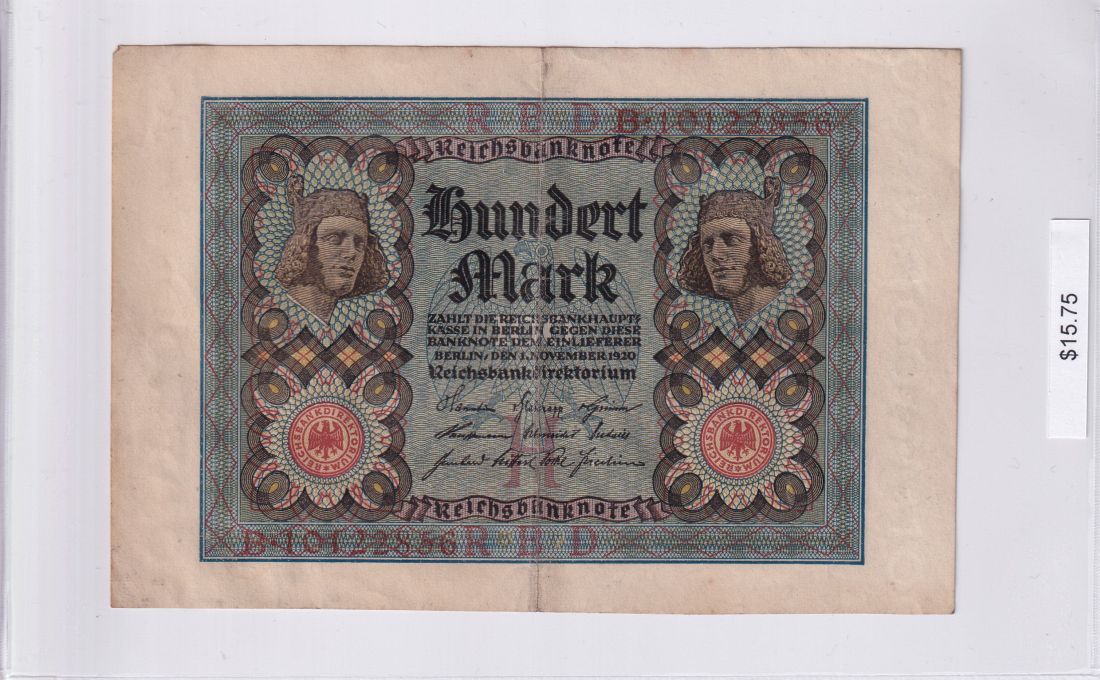 R·B·D B·10122856
Reichsbanknote
Hundert
Mark
ZAHLT DIE REICHSBANKHAUPT⸗
KASSE IN BERLIN GEGEN DIESE
BANKNOTE DEM EINLIEFERER
BERLIN, DEN 1. NOVEMBER 1920
Reichsbankdirektorium
REICHSBANKDIREKTORIUM
REICHSBANKDIREKTORIUM
H
Reichsbanknote
B·10122856 R·B·D
$15.75